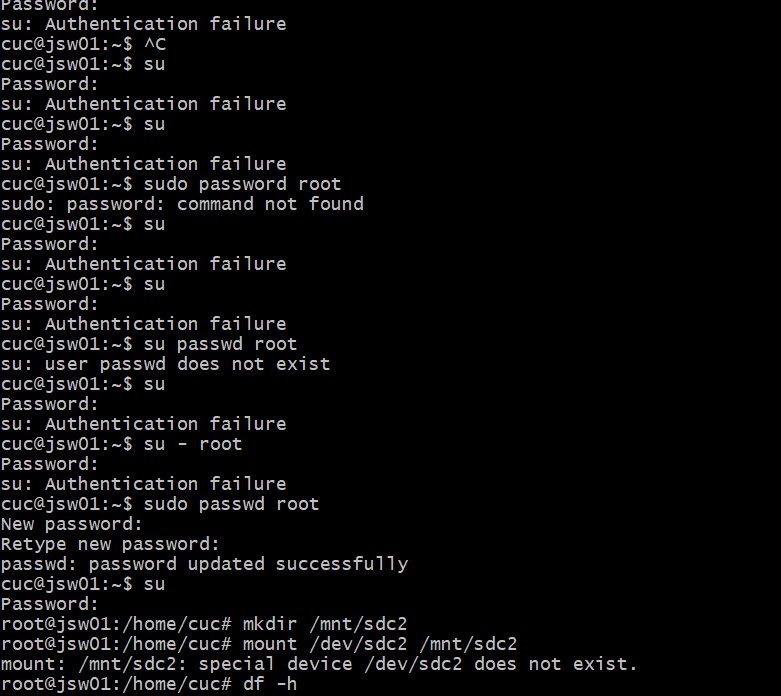 Password:
su: Authentication failure
cuc@jsw01:~$ ^C
cuc@jsw01:~$ su
Password:
su: Authentication failure
cuc@jsw01:~$ su
Password:
su: Authentication failure
cuc@jsw01:~$ sudo password root
sudo: password: command not found
cuc@jsw01:~$ su
Password:
su: Authentication failure
cuc@jsw01:~$ su
Password:
su: Authentication failure
cuc@jsw01:~$ su passwd root
su: user passwd does not exist
cuc@jsw01:~$ su
Password:
su: Authentication failure
cuc@jsw01:~$ su - root
Password:
su: Authentication failure
cuc@jsw01:~$ sudo passwd root
New password:
Retype new password:
passwd: password updated successfully
cuc@jsw01:~$ su
Password:
root@jsw01:/home/cuc# mkdir /mnt/sdc2
root@jsw01:/home/cuc# mount /dev/sdc2 /mnt/sdc2
mount: /mnt/sdc2: special device /dev/sdc2 does not exist.
root@jsw01:/home/cuc# df -h